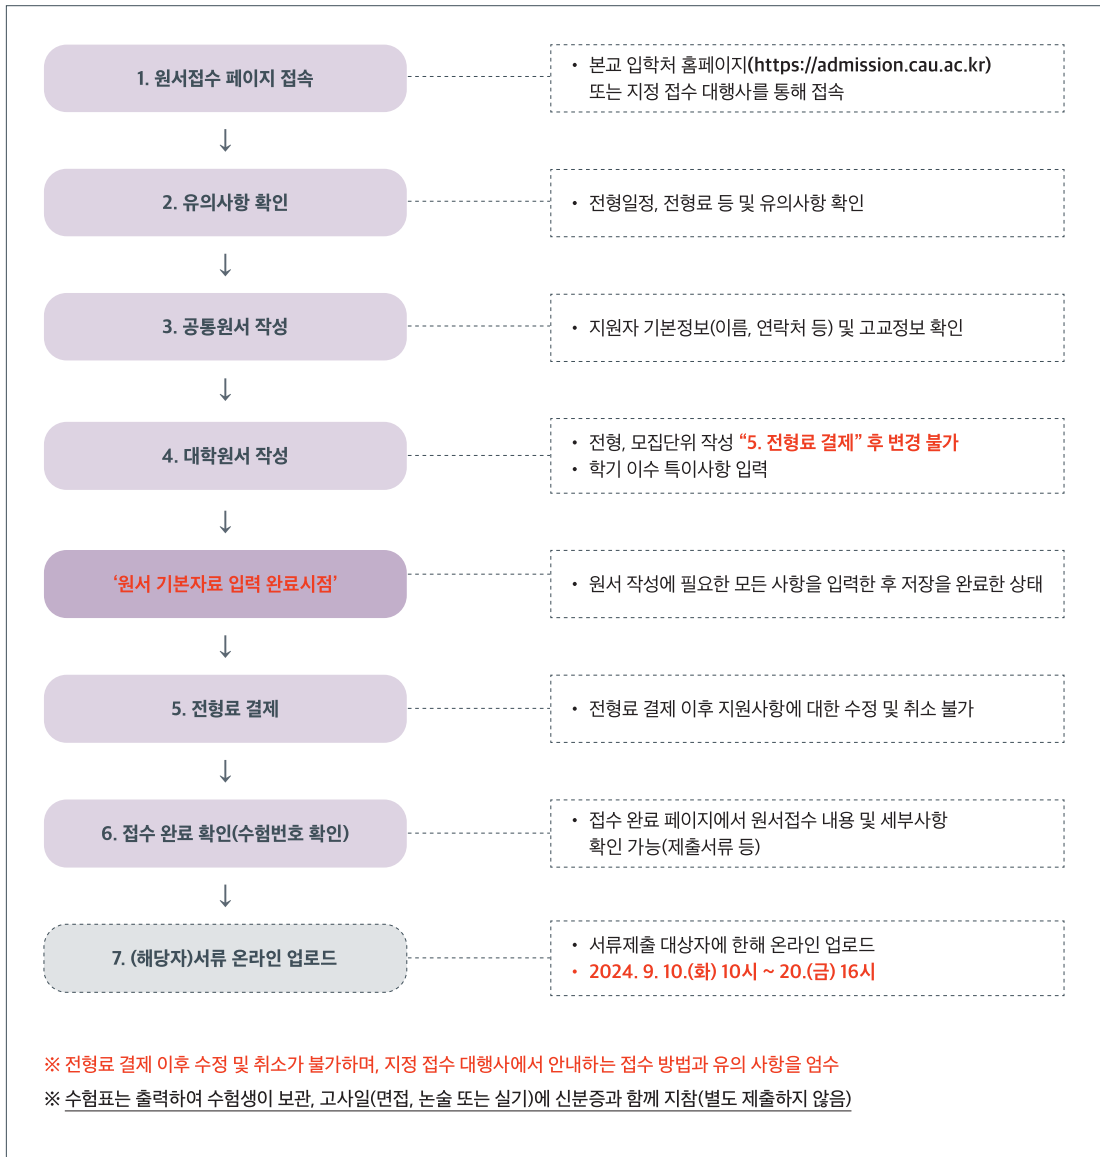 1. 원서접수 페이지 접속
• 본교 입학처 홈페이지(https://admission.cau.ac.kr)
또는 지정 접수 대행사를 통해 접속
↓
2. 유의사항 확인
• 전형일정, 전형료 등 및 유의사항 확인
↓
3. 공통원서 작성
• 지원자 기본정보(이름, 연락처 등) 및 고교정보 확인
↓
4. 대학원서 작성
• 전형, 모집단위 작성 “5. 전형료 결제” 후 변경 불가
• 학기 이수 특이사항 입력
↓
‘원서 기본자료 입력 완료시점’
• 원서 작성에 필요한 모든 사항을 입력한 후 저장을 완료한 상태
↓
5. 전형료 결제
• 전형료 결제 이후 지원사항에 대한 수정 및 취소 불가
↓
6. 접수 완료 확인(수험번호 확인)
• 접수 완료 페이지에서 원서접수 내용 및 세부사항
확인 가능(제출서류 등)
↓
7. (해당자)서류 온라인 업로드
• 서류제출 대상자에 한해 온라인 업로드
• 2024. 9. 10.(화) 10시 ~ 20.(금) 16시
※ 전형료 결제 이후 수정 및 취소가 불가하며, 지정 접수 대행사에서 안내하는 접수 방법과 유의 사항을 엄수
※ 수험표는 출력하여 수험생이 보관, 고사일(면접, 논술 또는 실기)에 신분증과 함께 지참(별도 제출하지 않음)